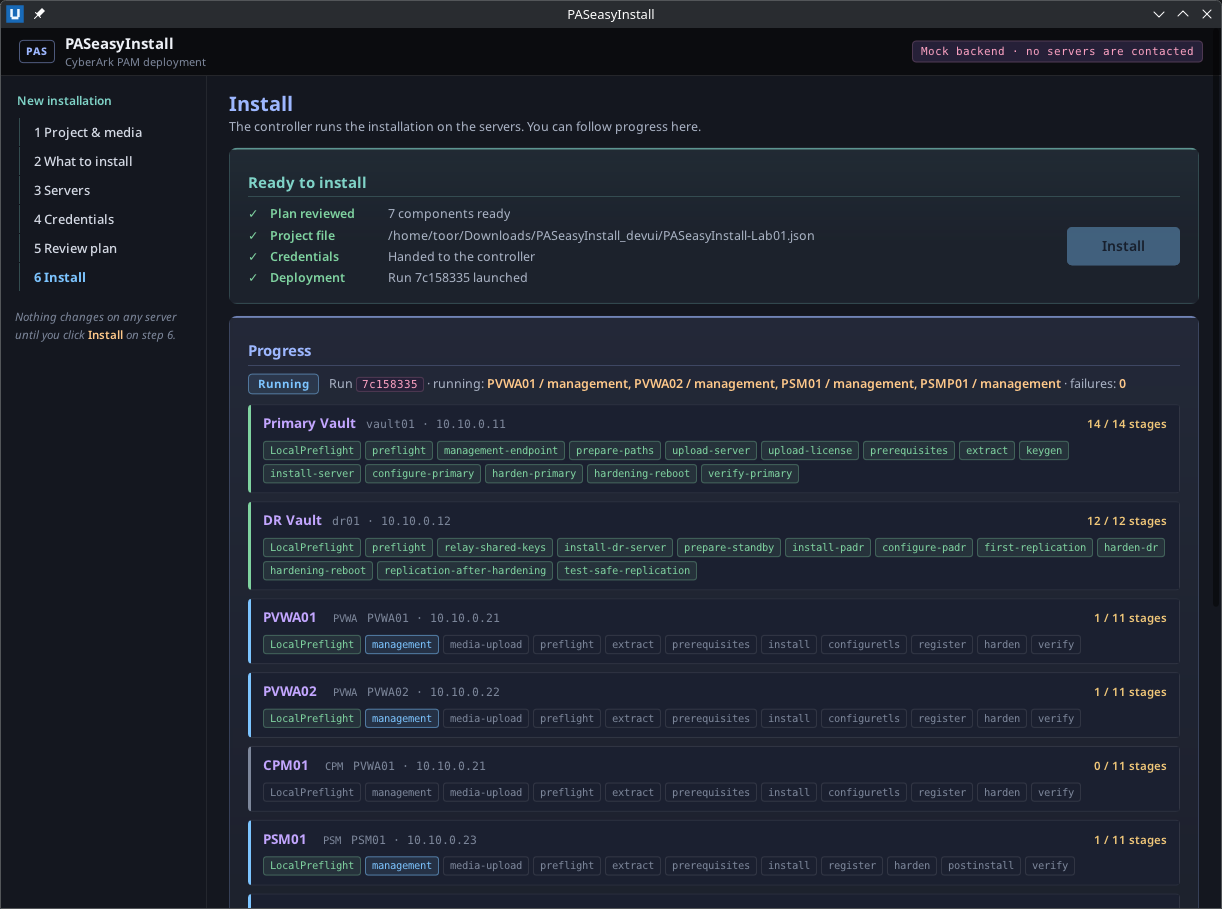 PASeasyInstall
PAS
PASeasyInstall
CyberArk PAM deployment
Mock backend · no servers are contacted
New installation
1 Project & media
2 What to install
3 Servers
4 Credentials
5 Review plan
6 Install
Nothing changes on any server
until you click Install on step 6.
Install
The controller runs the installation on the servers. You can follow progress here.
Ready to install
✓ Plan reviewed 7 components ready
✓ Project file /home/toor/Downloads/PASeasyInstall_devui/PASeasyInstall-Lab01.json
✓ Credentials Handed to the controller
✓ Deployment Run 7c158335 launched
Install
Progress
Running Run 7c158335 · running: PVWA01 / management, PVWA02 / management, PSM01 / management, PSMP01 / management · failures: 0
Primary Vault vault01 · 10.10.0.11 14 / 14 stages
LocalPreflight preflight management-endpoint prepare-paths upload-server upload-license prerequisites extract keygen
install-server configure-primary harden-primary hardening-reboot verify-primary
DR Vault dr01 · 10.10.0.12 12 / 12 stages
LocalPreflight preflight relay-shared-keys install-dr-server prepare-standby install-padr configure-padr first-replication harden-dr
hardening-reboot replication-after-hardening test-safe-replication
PVWA01 PVWA PVWA01 · 10.10.0.21 1 / 11 stages
LocalPreflight management media-upload preflight extract prerequisites install configuretls register harden verify
PVWA02 PVWA PVWA02 · 10.10.0.22 1 / 11 stages
LocalPreflight management media-upload preflight extract prerequisites install configuretls register harden verify
CPM01 CPM PVWA01 · 10.10.0.21 0 / 11 stages
LocalPreflight management media-upload preflight extract prerequisites install configuretls register harden verify
PSM01 PSM PSM01 · 10.10.0.23 1 / 11 stages
LocalPreflight management media-upload preflight extract prerequisites install register harden postinstall verify